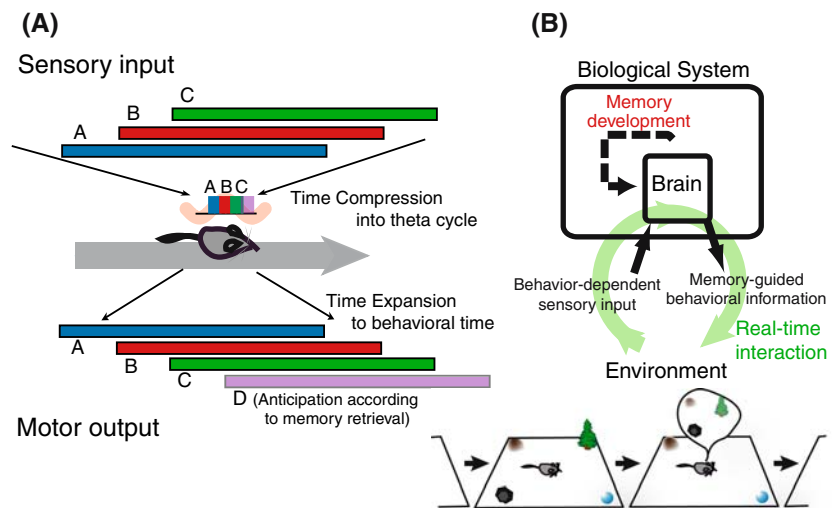 (A)
Sensory input
C
B
A
A B C
Time Compression
into theta cycle
Time Expansion
to behavioral time
A
B
C
D (Anticipation according
to memory retrieval)
Motor output
(B)
Biological System
Memory
development
Brain
Behavior-dependent
sensory input
Memory-guided
behavioral information
Real-time
interaction
Environment